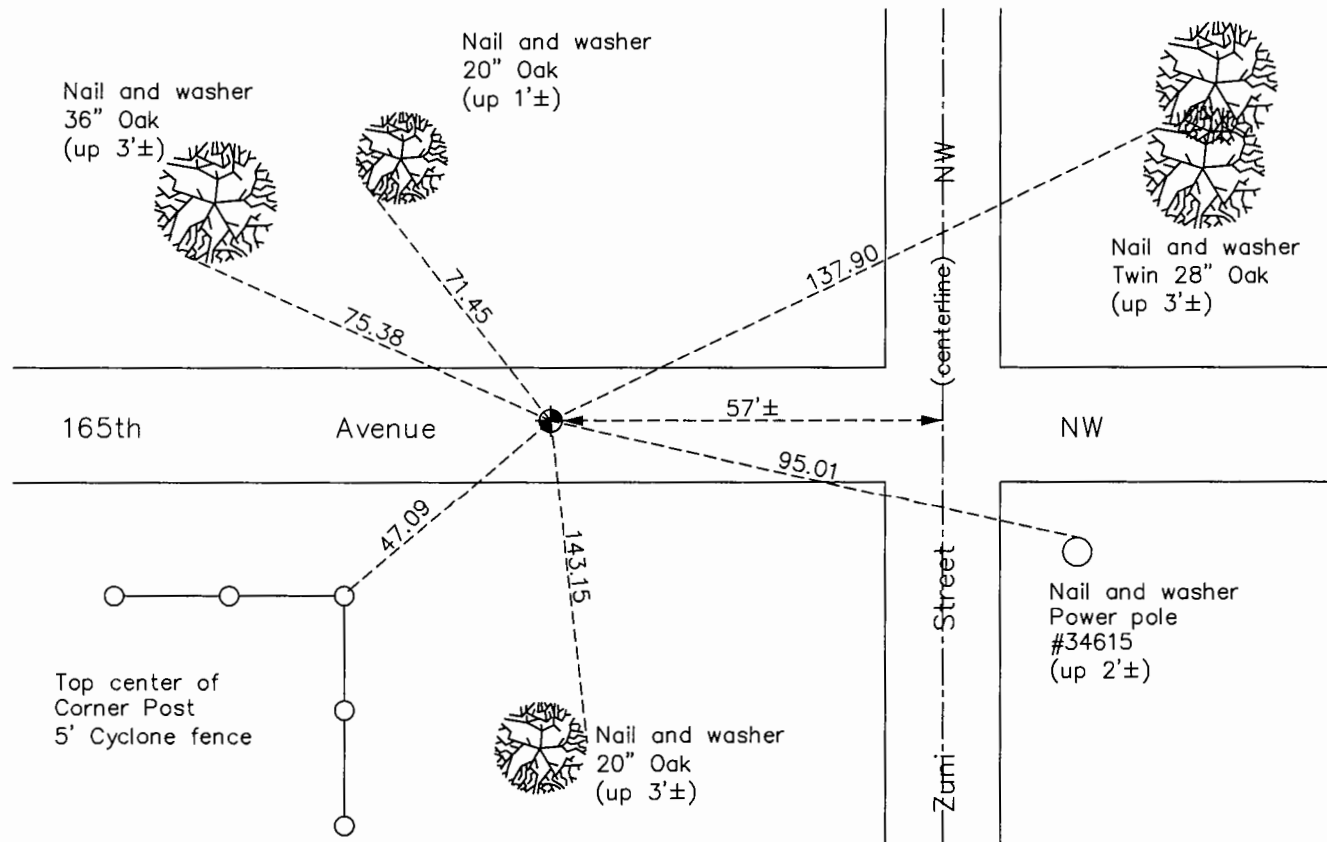 Nail and washer
20" Oak
(up 1'±)
Nail and washer
36" Oak
(up 3'±)
Nail and washer
Twin 28" Oak
(up 3'±)
137.90
71.45
75.38
(centerline)
NW
57'±
165th Avenue NW
95.01
47.09
143.15
Zuni Street
Nail and washer
Power pole
#34615
(up 2'±)
Top center of
Corner Post
5' Cyclone fence
Nail and washer
20" Oak
(up 3'±)